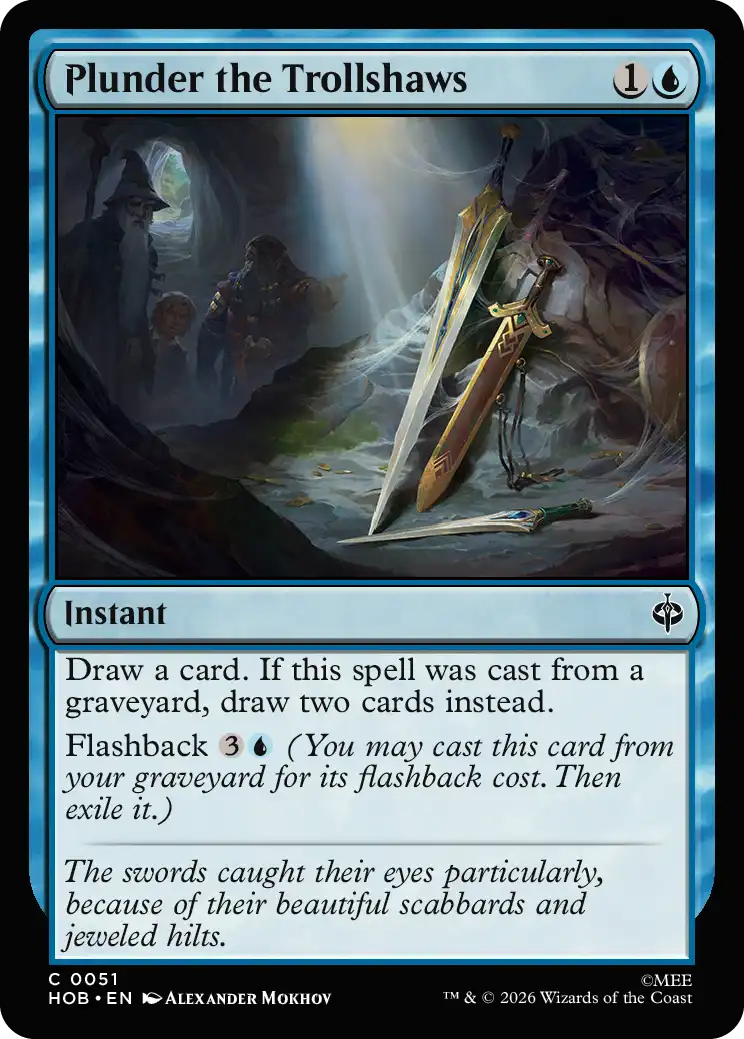 Plunder the Trollshaws 1
Instant
Draw a card. If this spell was cast from a
graveyard, draw two cards instead.
Flashback 3 (You may cast this card from
your graveyard for its flashback cost. Then
exile it.)
The swords caught their eyes particularly,
because of their beautiful scabbards and
jeweled hilts.
C 0051
HOB • EN Alexander Mokhov
©MEE
™ & © 2026 Wizards of the Coast